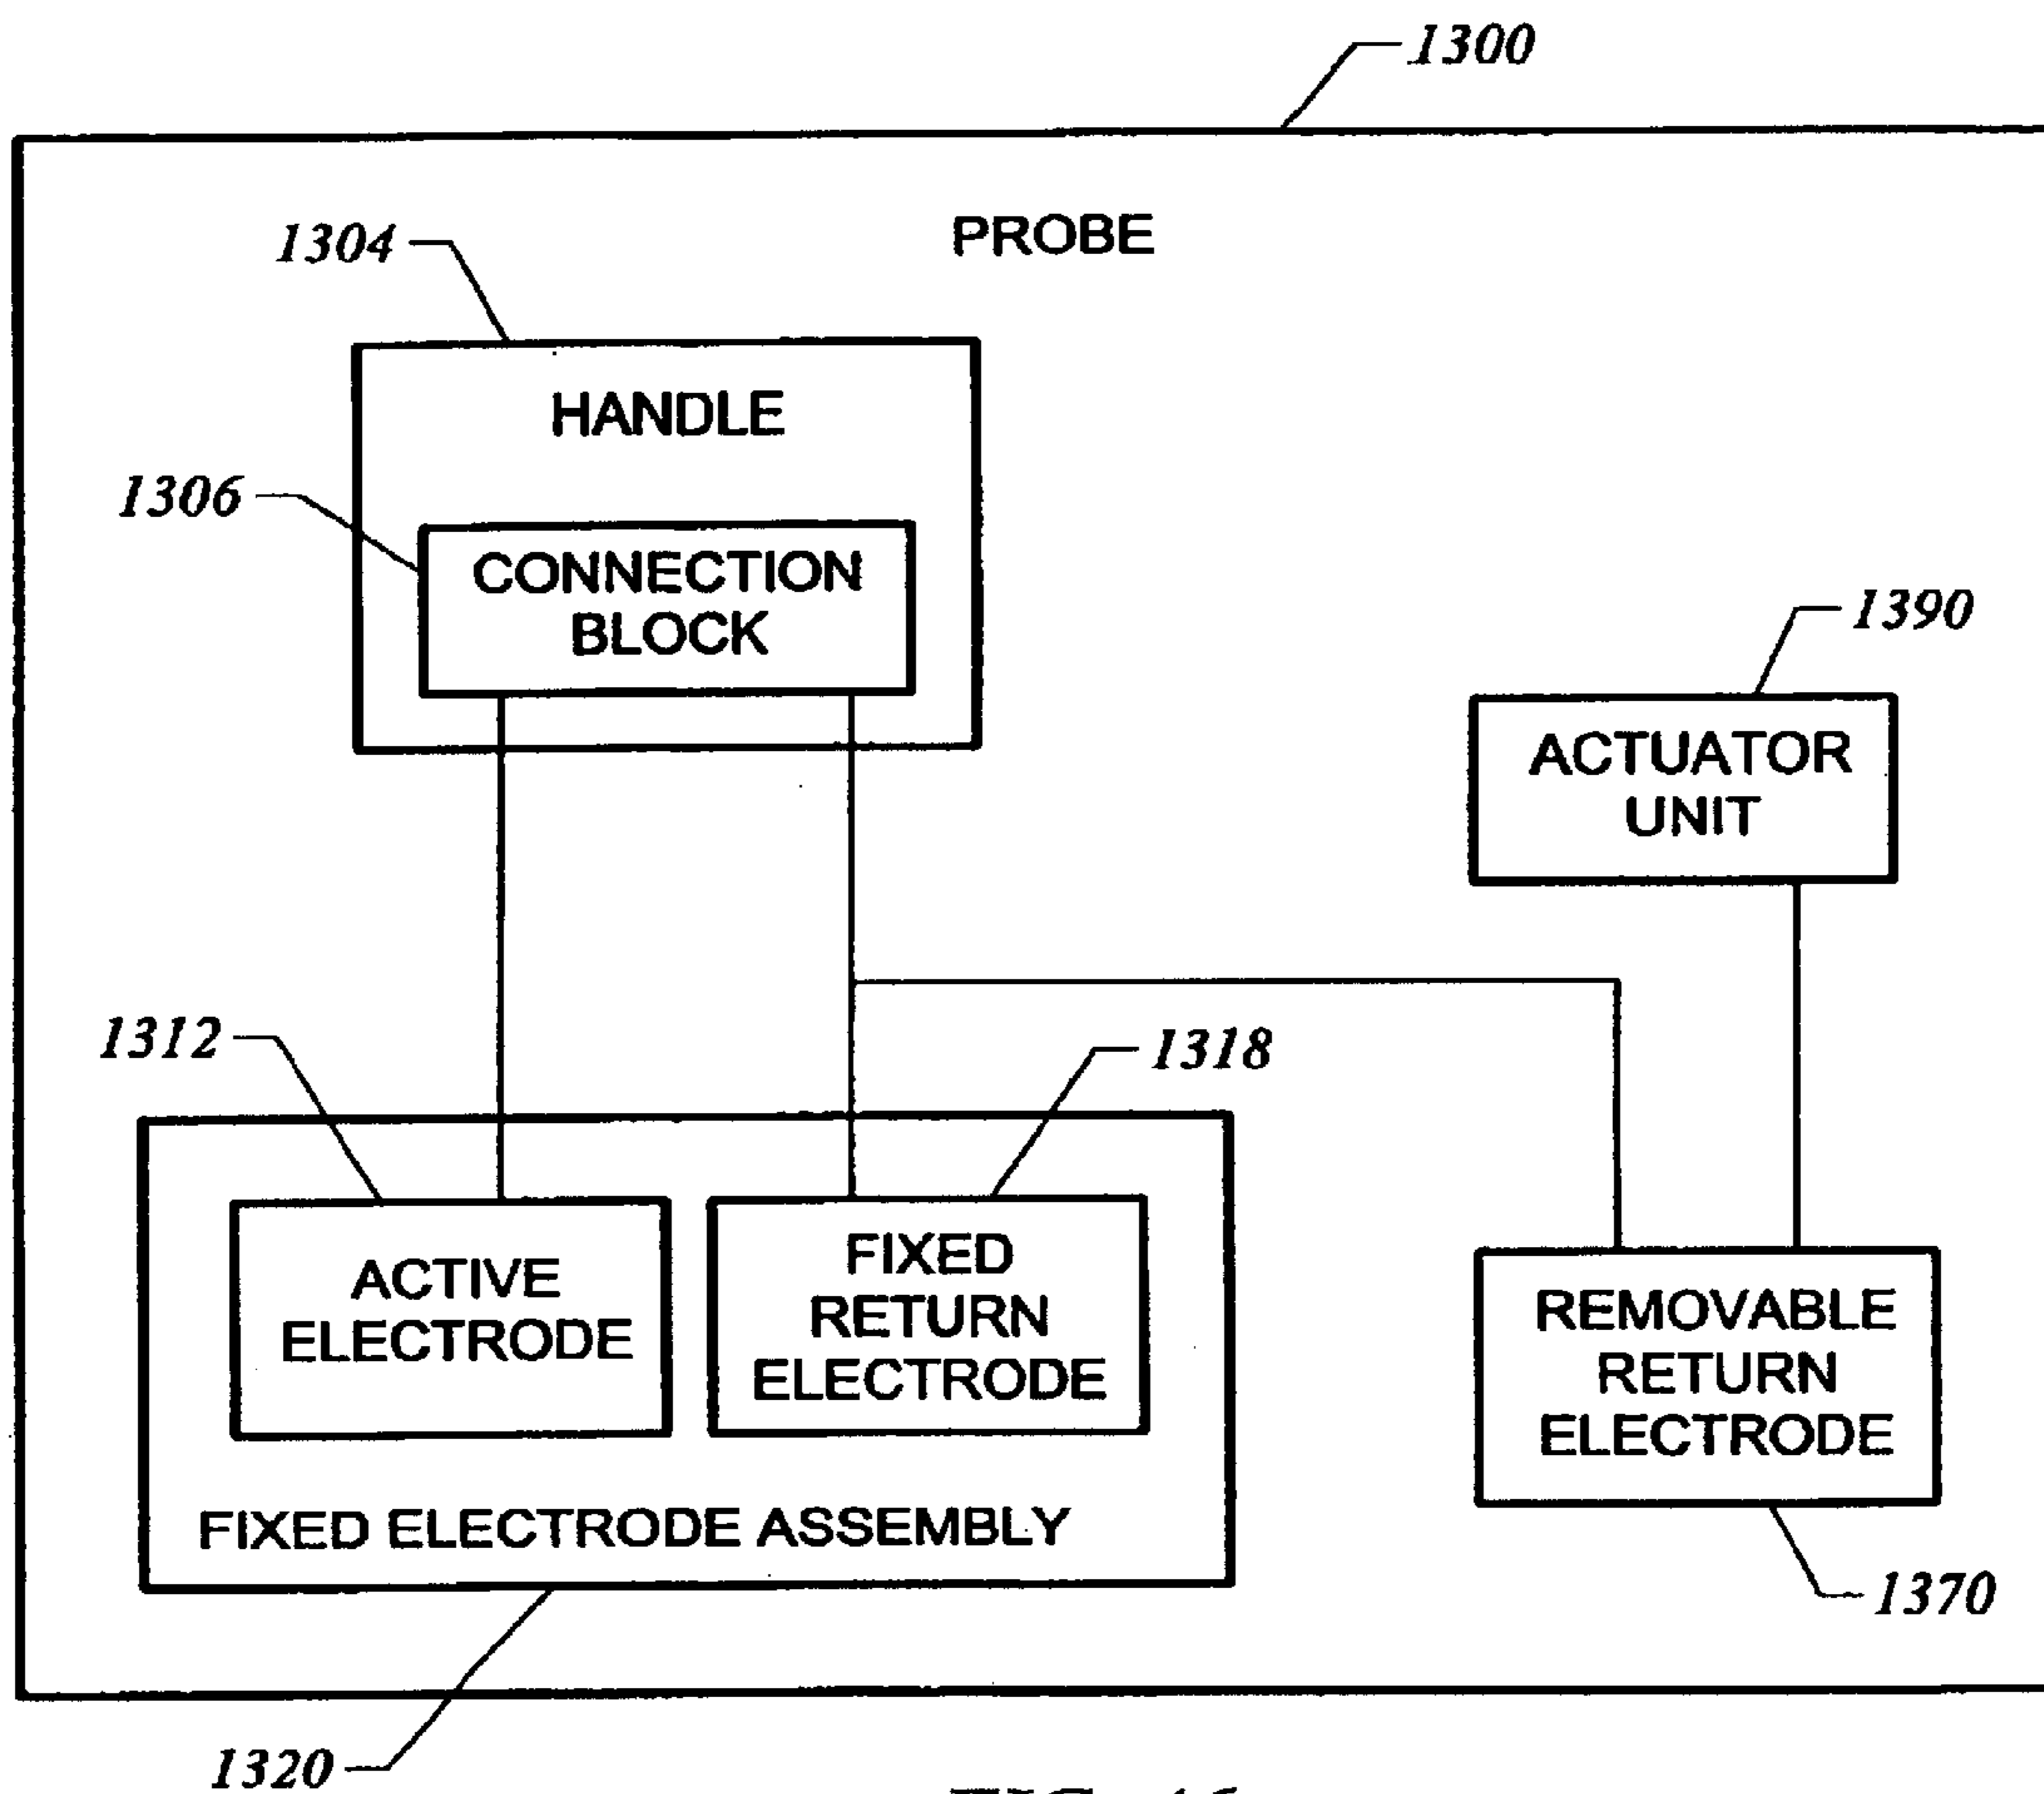 1300
PROBE
1304
HANDLE
1306
CONNECTION
BLOCK
1390
ACTUATOR
UNIT
1312
1318
ACTIVE
ELECTRODE
FIXED
RETURN
ELECTRODE
REMOVABLE
RETURN
ELECTRODE
FIXED ELECTRODE ASSEMBLY
1370
1320